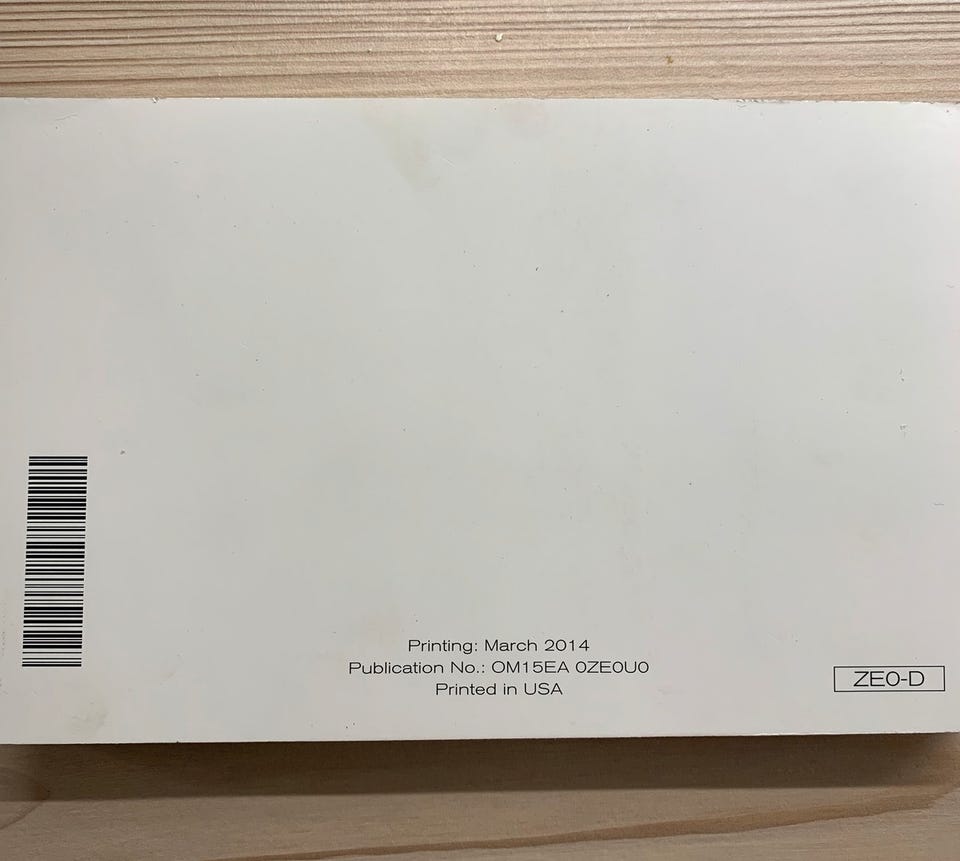 Printing: March 2014
Publication No.: OM15EA 0ZE0U0
Printed in USA
ZE0-D